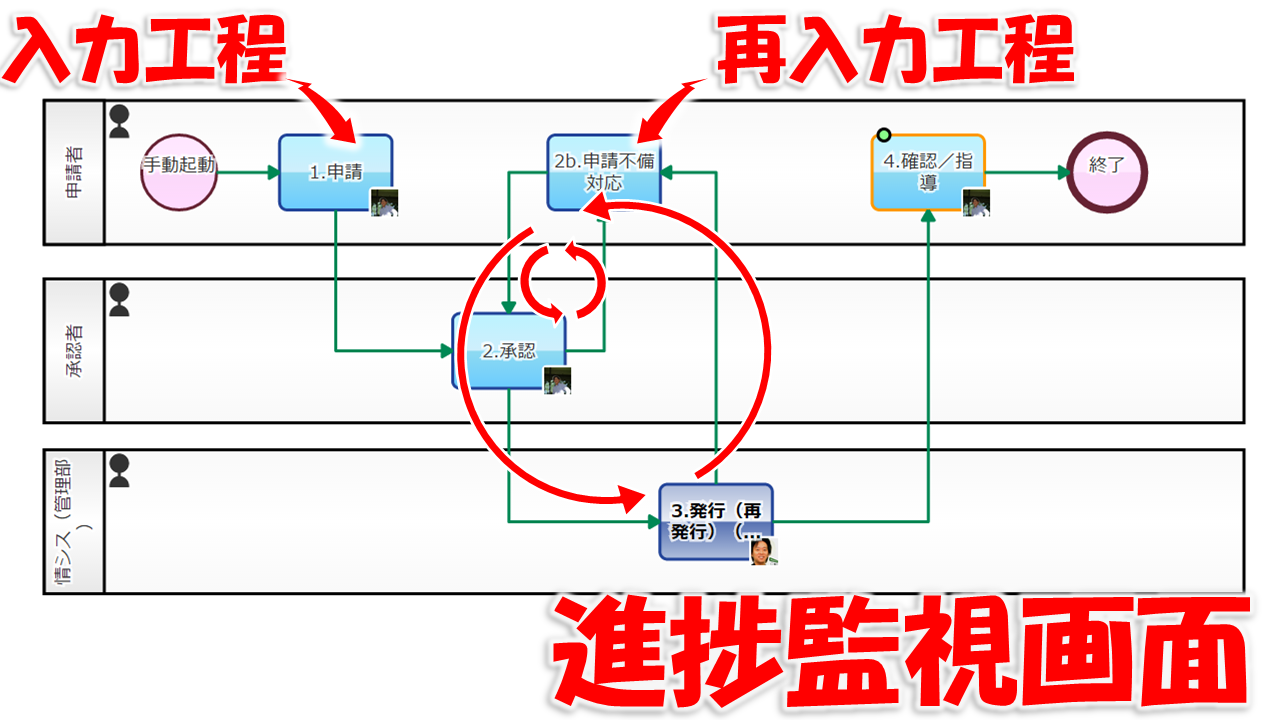 入力工程
再入力工程
申請者
手動起動
1.申請
2b.申請不備
対応
4.確認／指
導
終了
承認者
2.承認
情シス（管理部
）
3.発行（再
発行）（...
進捗監視画面